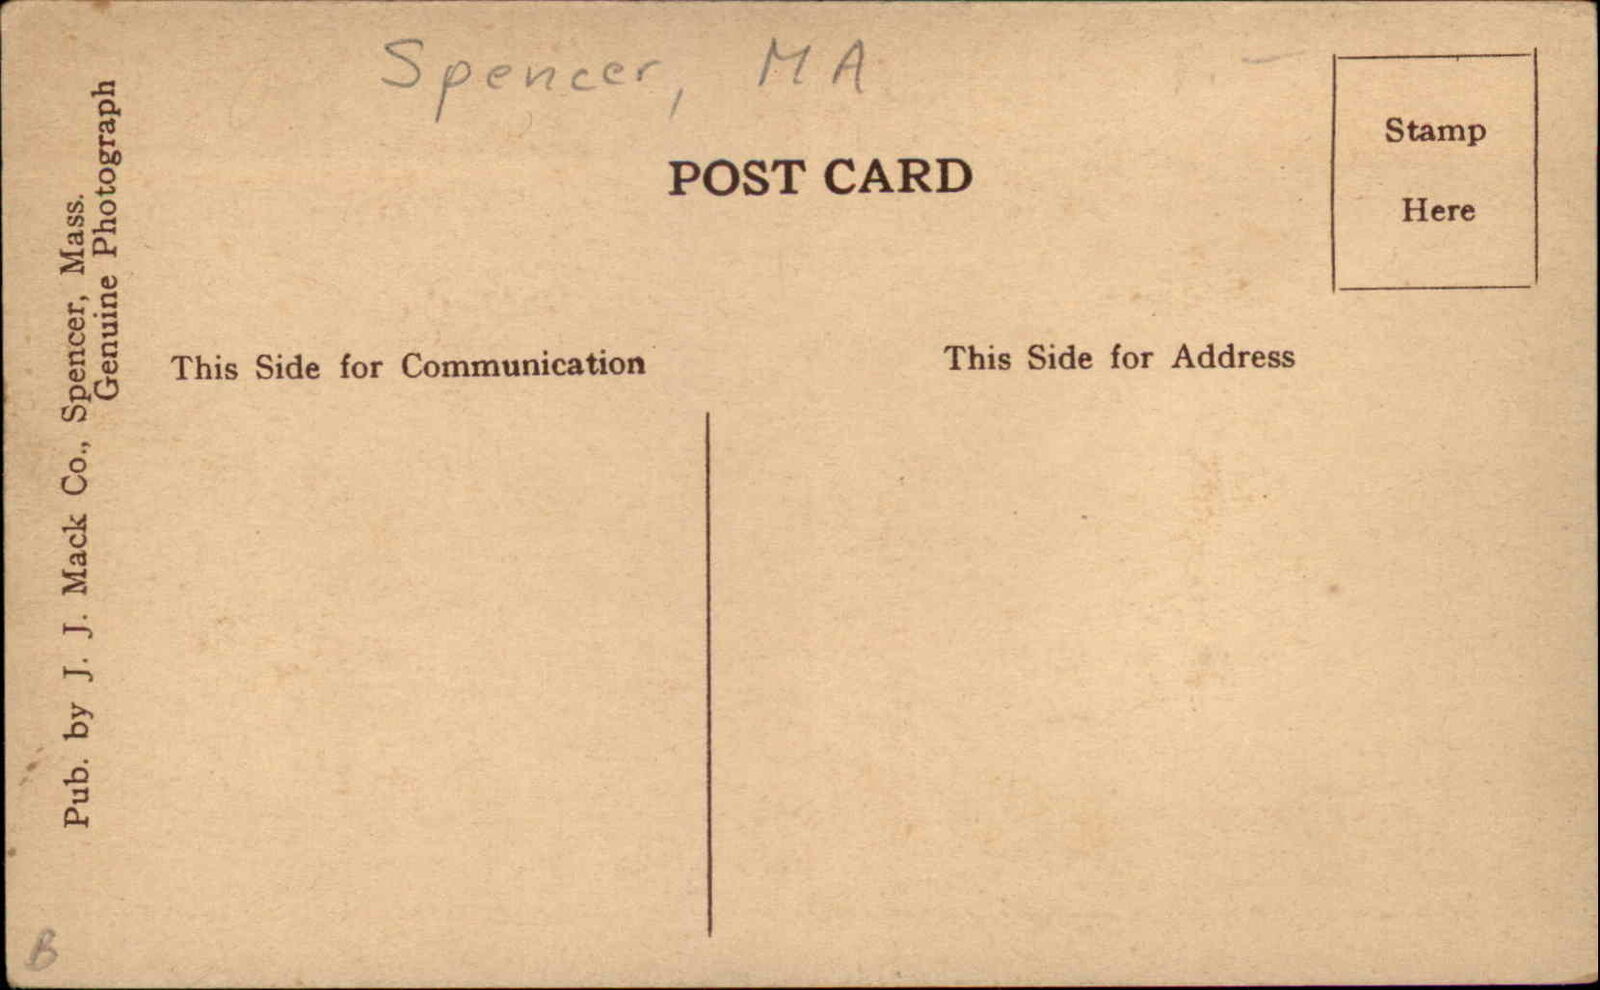 Spencer, MA
POST CARD
Stamp
Here
This Side for Communication
This Side for Address
Pub. by J. J. Mack Co., Spencer, Mass.
Genuine Photograph
B